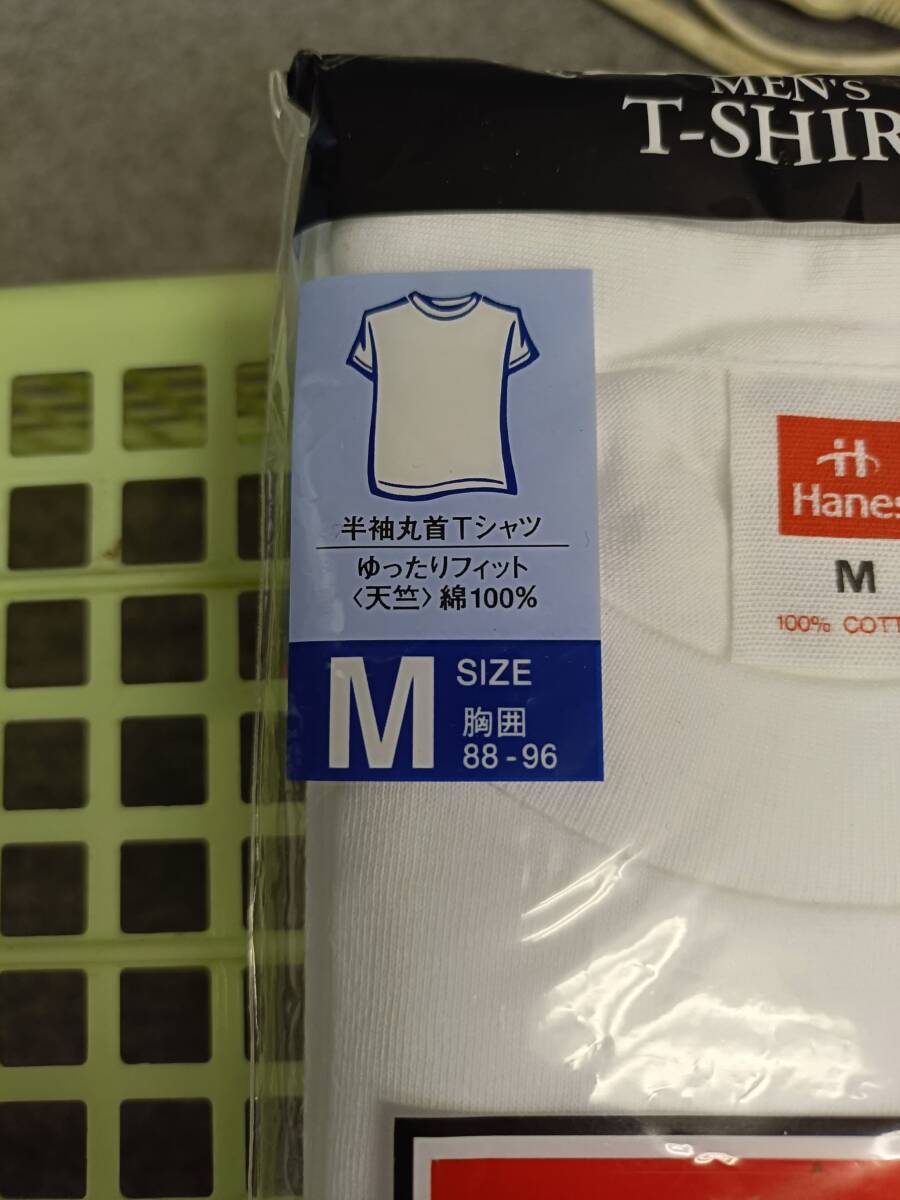 MEN'S
T-SHIR
半袖丸首Tシャツ
ゆったりフィット
〈天竺〉綿100%
M SIZE
胸囲
88-96
Hanes
M
100% COTT